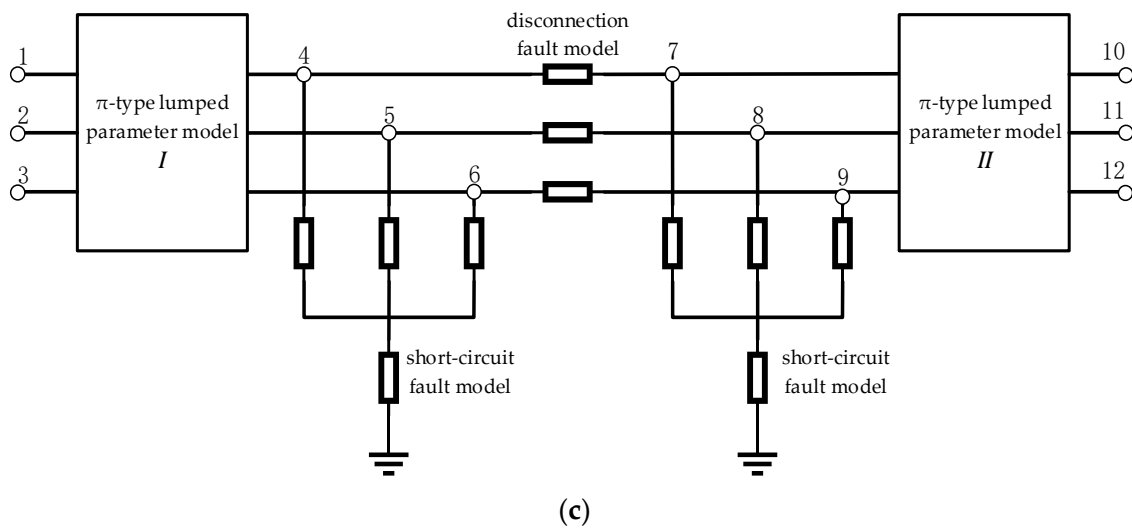 disconnection
fault model
1
4
7
10
π-type lumped
parameter model
I
2
5
8
π-type lumped
parameter model
II
11
3
6
9
12
short-circuit
fault model
short-circuit
fault model
(c)